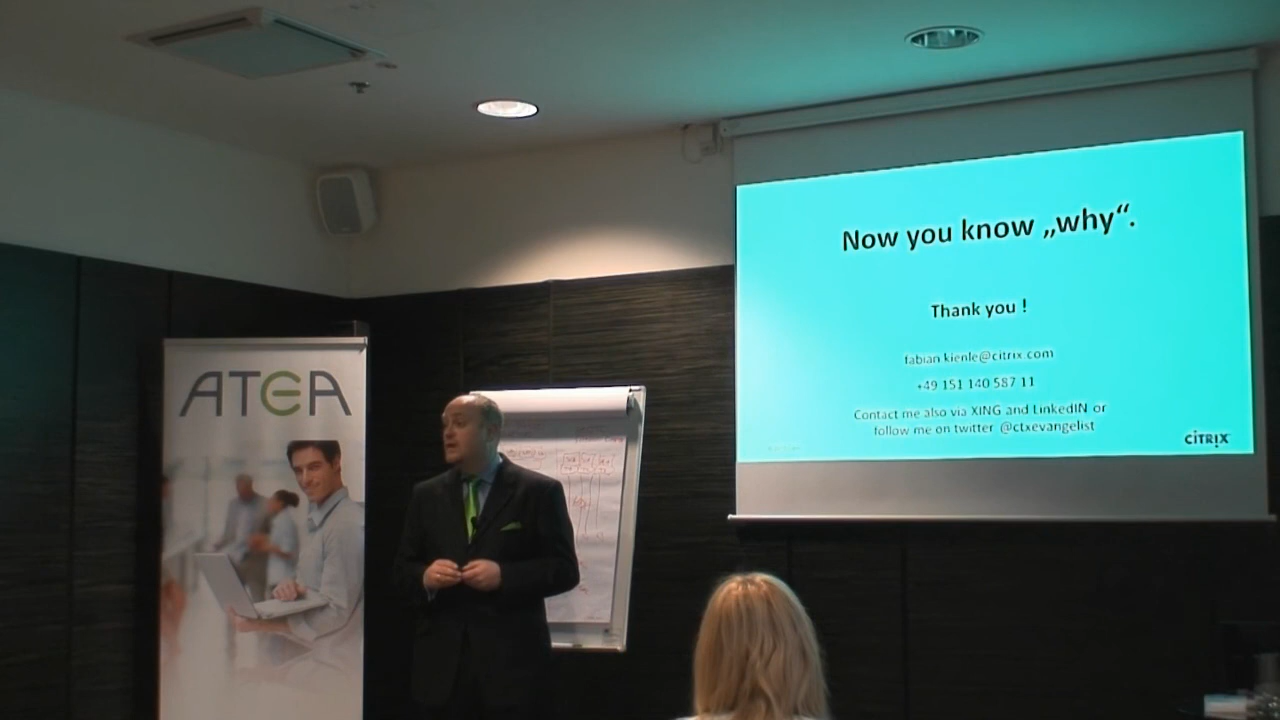 ATEA
Now you know „why“.
Thank you !
fabian kienle@citrix com
+49 151 140 587 11
Contact me also via XING and LinkedIN or
follow me on twitter @ctxevangelist
CITRIX